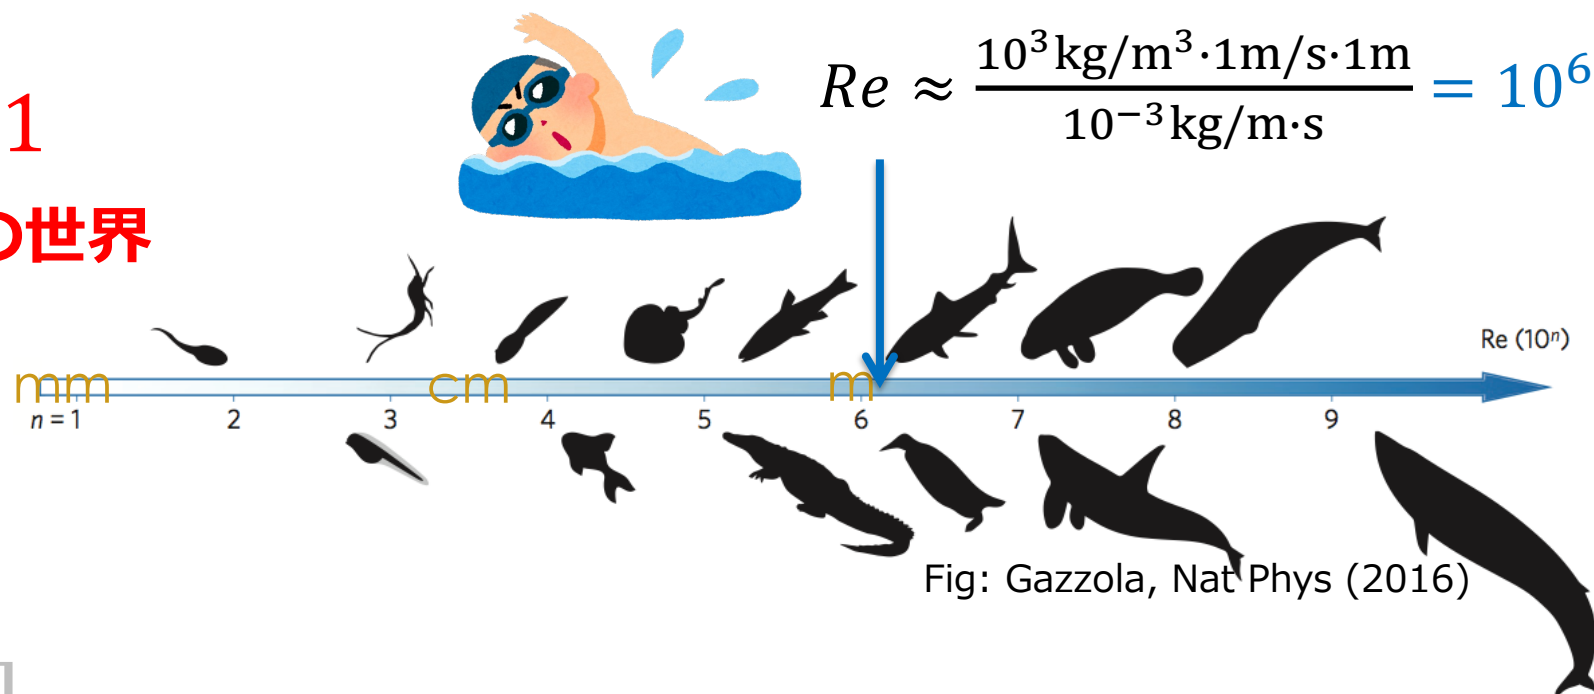 Re ≈ 10³kg/m³·1m/s·1m / 10⁻³kg/m·s = 10⁶
1
の世界
Re (10ⁿ)
mm cm m
n = 1 2 3 4 5 6 7 8 9
Fig: Gazzola, Nat Phys (2016)
]